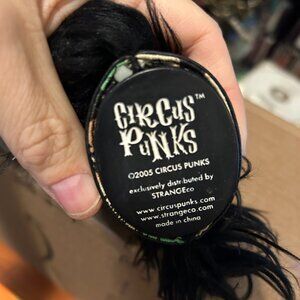 CIRCUS™
PUNKS
©2005 CIRCUS PUNKS
exclusively distributed by
STRANGEco
www.circuspunks.com
www.strangeco.com
made in china